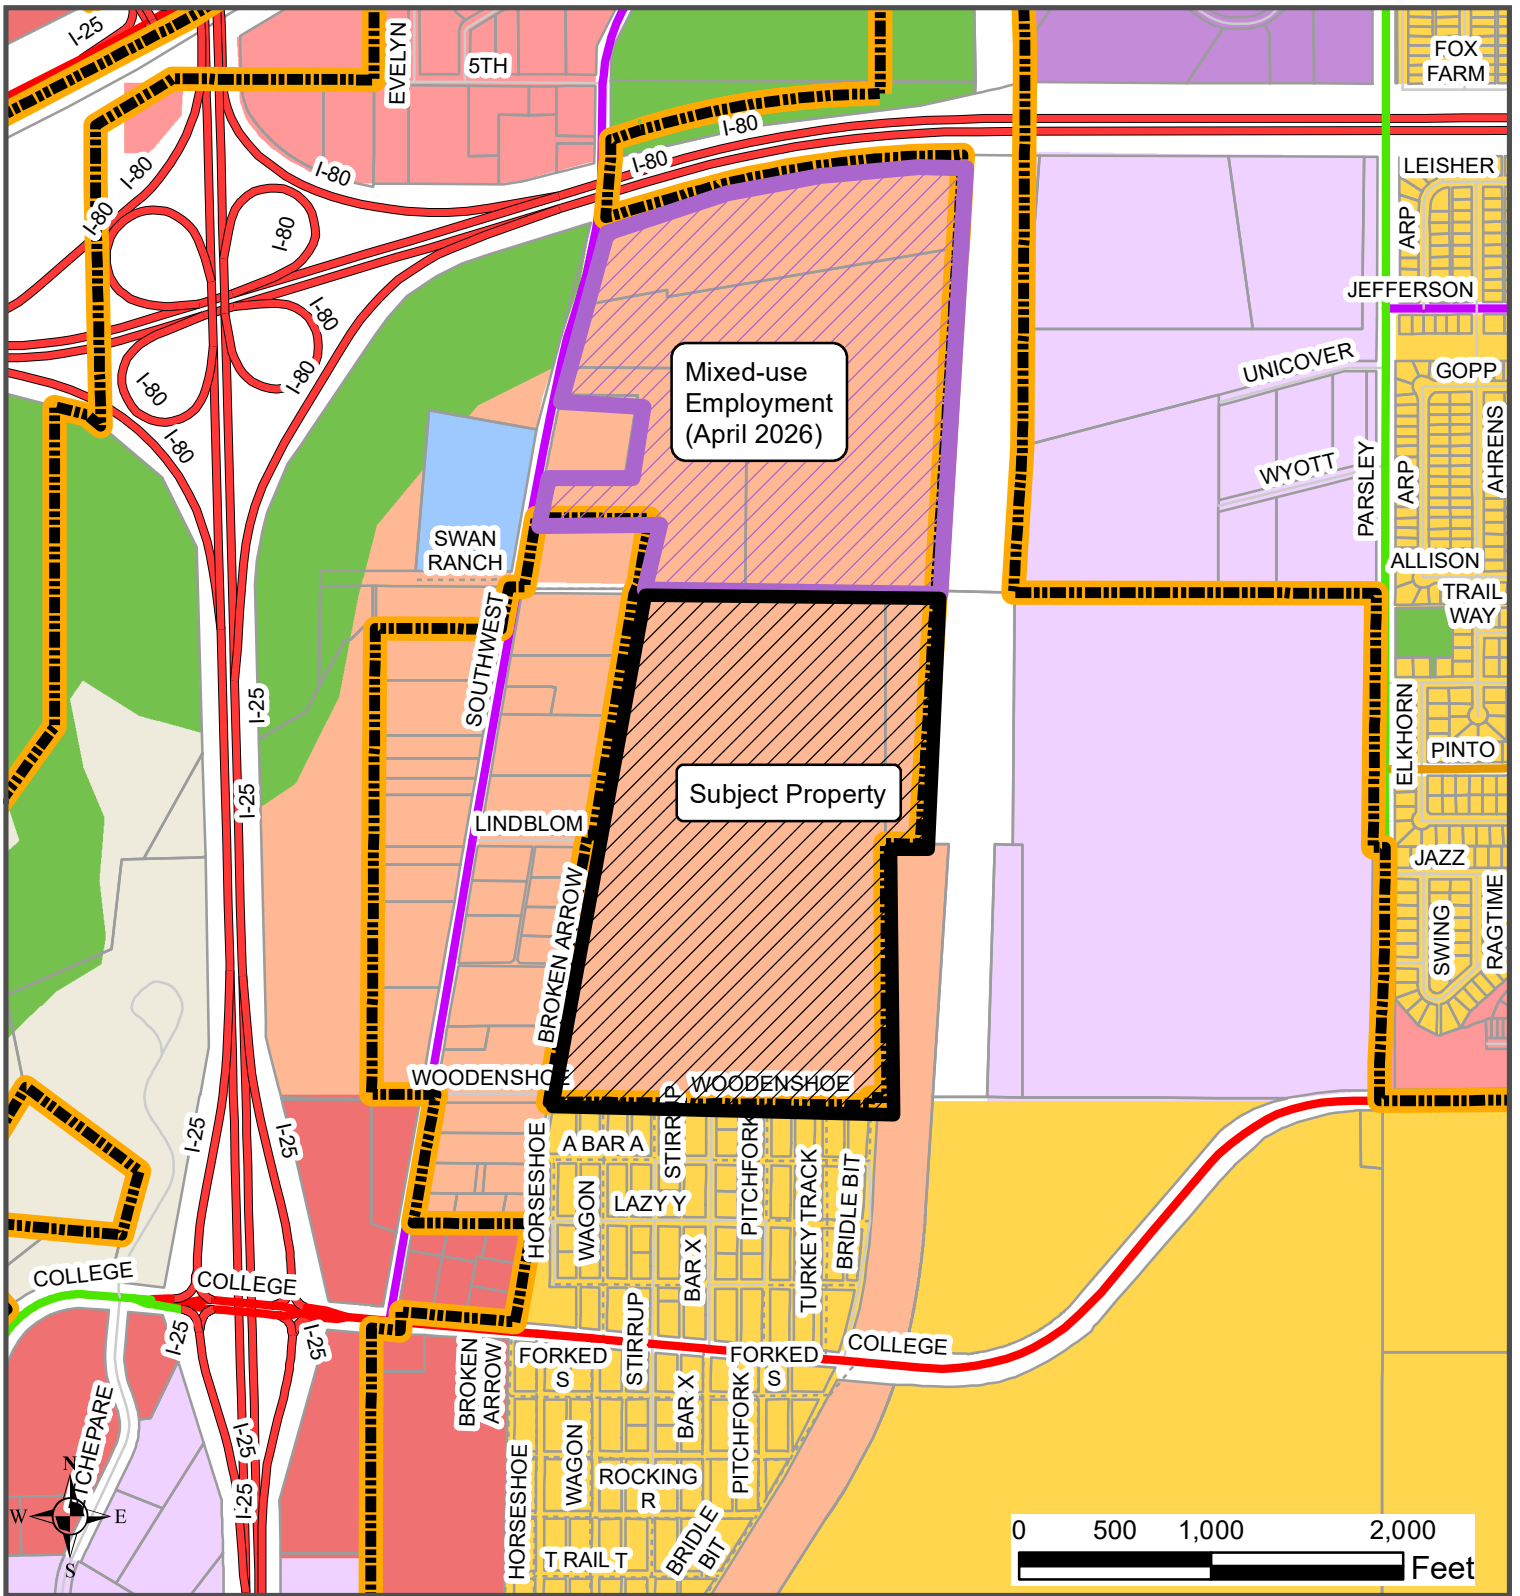 I-25
EVELYN
5TH
FOX
FARM
I-80
I-80
I-80
I-80
I-80
LEISHER
I-80
I-80
ARP
JEFFERSON
I-80
I-80
I-80
I-80
Mixed-use
Employment
(April 2026)
UNICOVER
GOPP
AHRENS
WYOTT
PARSLEY
ARP
SWAN
RANCH
ALLISON
TRAIL
WAY
SOUTHWEST
I-25
ELKHORN
PINTO
I-25
Subject Property
LINDBLOM
JAZZ
BROKEN ARROW
SWING
RAGTIME
WOODENSHOE
WOODENSHOE
I-25
I-25
HORSESHOE
A BAR A
STIRRUP
PITCHFORK
TURKEY TRACK
BRIDLE BIT
WAGON
LAZY Y
BAR X
COLLEGE
COLLEGE
I-25
I-25
BROKEN
ARROW
FORKED
S
STIRRUP
FORKED
S
COLLEGE
BAR X
PITCHFORK
ITCHEPARE
I-25
I-25
HORSESHOE
WAGON
ROCKING
R
BRIDLE
BIT
T RAIL T
N
W
E
S
0
500
1,000
2,000
Feet